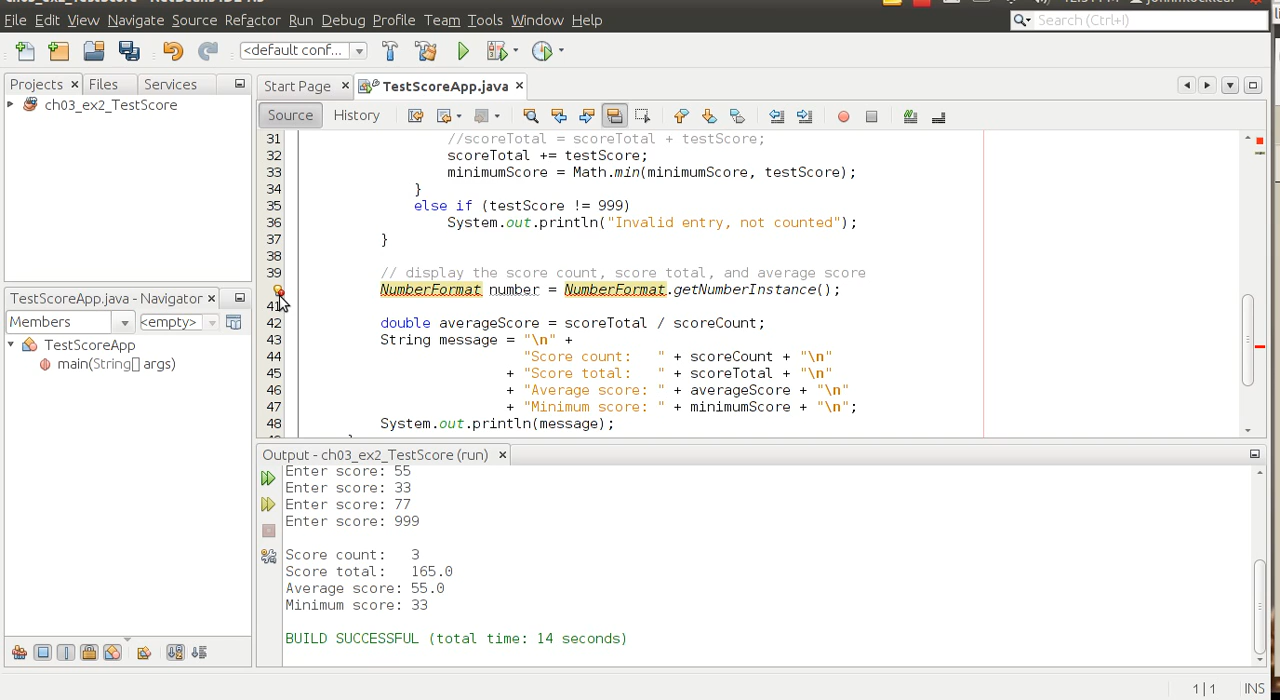 File Edit View Navigate Source Refactor Run Debug Profile Team Tools Window Help
Search (Ctrl+I)
<default conf...
Projects Files Services
Start Page TestScoreApp.java
ch03_ex2_TestScore
Source History
31 //scoreTotal = scoreTotal + testScore;
32 scoreTotal += testScore;
33 minimumScore = Math.min(minimumScore, testScore);
34 }
35 else if (testScore != 999)
36 System.out.println("Invalid entry, not counted");
37 }
38
39 // display the score count, score total, and average score
NumberFormat number = NumberFormat.getNumberInstance();
41
42 double averageScore = scoreTotal / scoreCount;
43 String message = "\n" +
44 "Score count:   " + scoreCount + "\n"
45 + "Score total:   " + scoreTotal + "\n"
46 + "Average score: " + averageScore + "\n"
47 + "Minimum score: " + minimumScore + "\n";
48 System.out.println(message);
TestScoreApp.java - Navigator
Members <empty>
TestScoreApp
main(String[] args)
Output - ch03_ex2_TestScore (run)
Enter score: 55
Enter score: 33
Enter score: 77
Enter score: 999
Score count:   3
Score total:   165.0
Average score: 55.0
Minimum score: 33
BUILD SUCCESSFUL (total time: 14 seconds)
1|1 INS